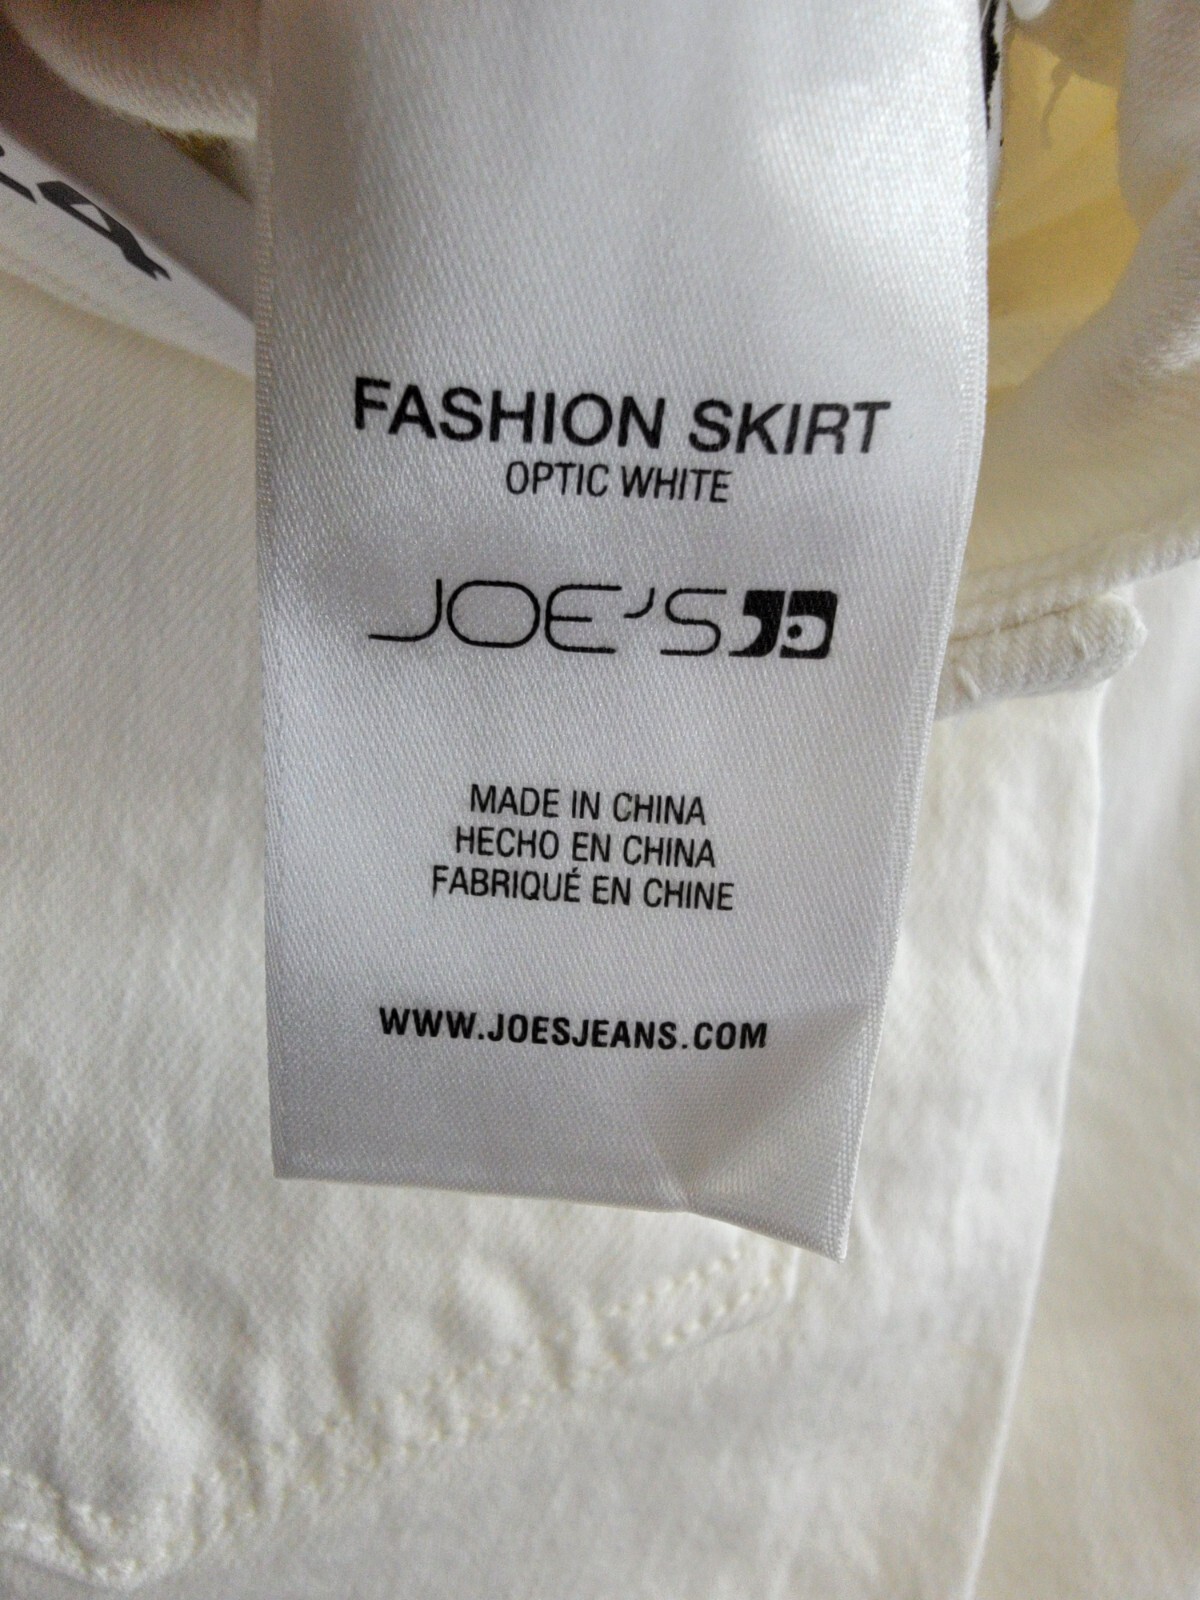 FASHION SKIRT
OPTIC WHITE
JOE'S
MADE IN CHINA
HECHO EN CHINA
FABRIQUÉ EN CHINE
WWW.JOESJEANS.COM